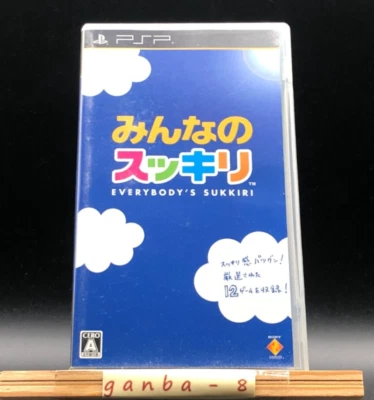 PSP
みんなの
スッキリ
TM
EVERYBODY'S SUKKIRI
スッキリ感バツグン!
厳選された
12ゲームを収録!
CERO
A
SONY
ganba-8